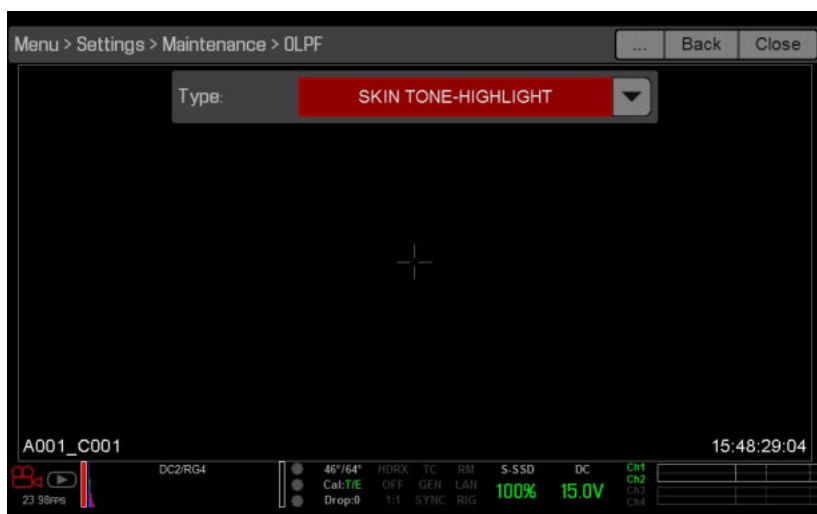 Menu > Settings > Maintenance > OLPF ... Back Close
Type: SKIN TONE-HIGHLIGHT
A001_C001 15:48:29:04
DC2/RG4 46°/64° HDRX TC RM S-SSD DC Ch1
Cal:T/E OFF GEN LAN 100% 15.0V Ch2
23.98FPS Drop:0 1:1 SYNC RIG Ch3
Ch4